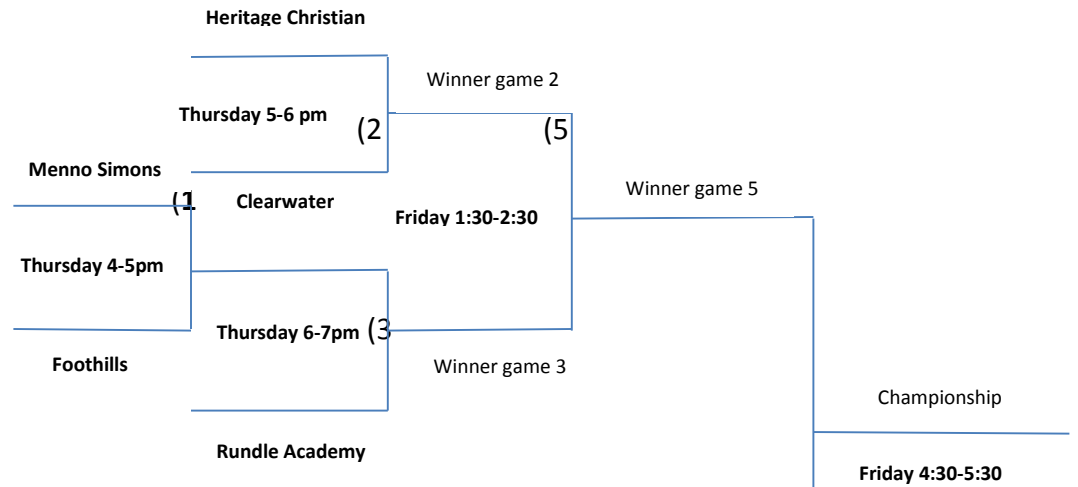 Heritage Christian
Winner game 2
Thursday 5-6 pm
(2
(5
Menno Simons
(1
Clearwater
Winner game 5
Friday 1:30-2:30
Thursday 4-5pm
Thursday 6-7pm
(3
Foothills
Winner game 3
Championship
Rundle Academy
Friday 4:30-5:30